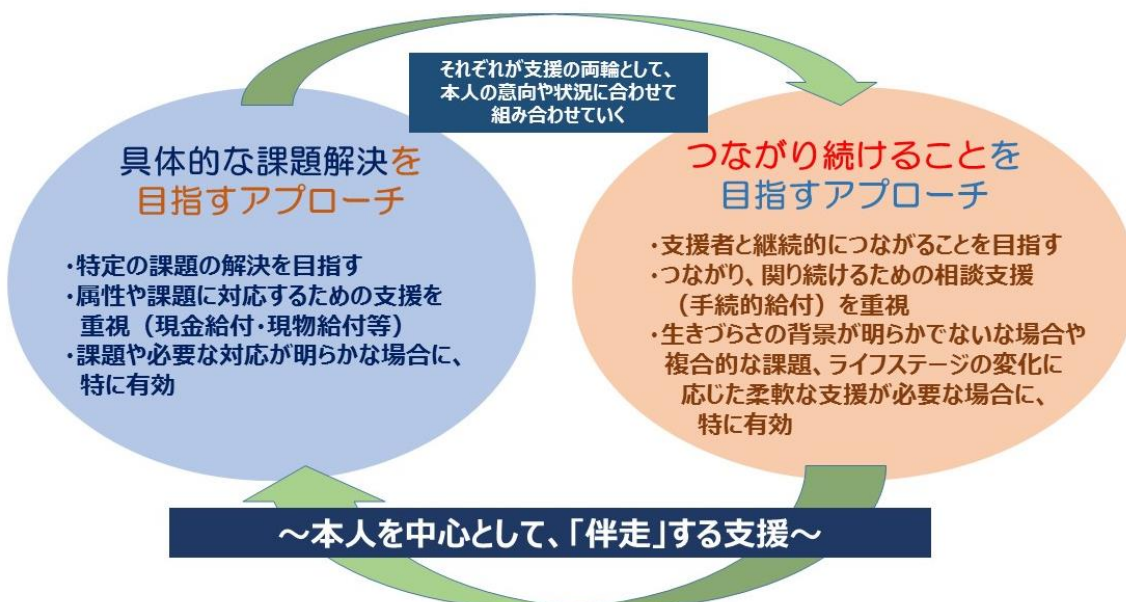 それぞれが支援の両輪として、
本人の意向や状況に合わせて
組み合わせていく
具体的な課題解決を
目指すアプローチ
・特定の課題の解決を目指す
・属性や課題に対応するための支援を
重視（現金給付・現物給付等）
・課題や必要な対応が明らかな場合に、
特に有効
つながり続けることを
目指すアプローチ
・支援者と継続的につながることを目指す
・つながり、関り続けるための相談支援
（手続的給付）を重視
・生きづらさの背景が明らかでないな場合や
複合的な課題、ライフステージの変化に
応じた柔軟な支援が必要な場合に、
特に有効
～本人を中心として、「伴走」する支援～